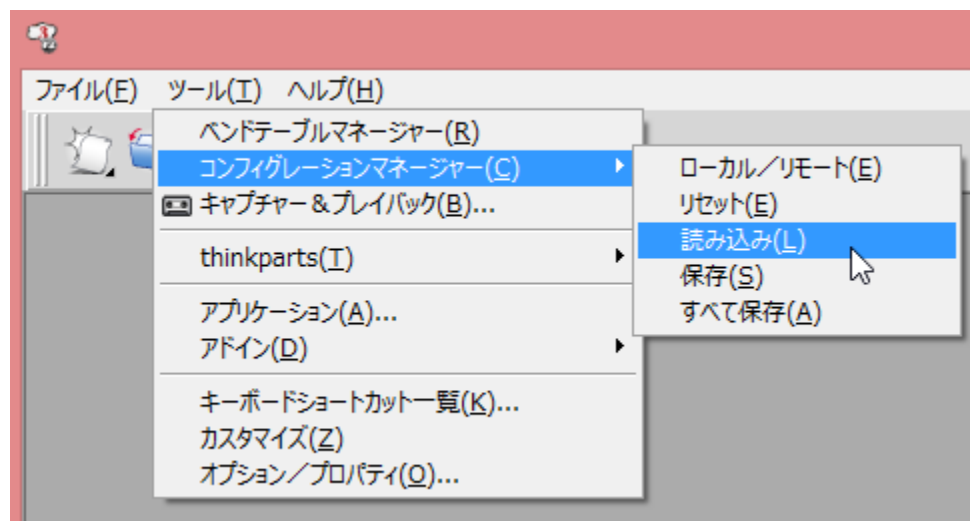 ファイル(F) ツール(T) ヘルプ(H)
ベンドテーブルマネージャー(R)
コンフィグレーションマネージャー(C)
キャプチャー＆プレイバック(B)...
thinkparts(T)
アプリケーション(A)...
アドイン(D)
キーボードショートカット一覧(K)...
カスタマイズ(Z)
オプション／プロパティ(O)...
ローカル／リモート(E)
リセット(E)
読み込み(L)
保存(S)
すべて保存(A)